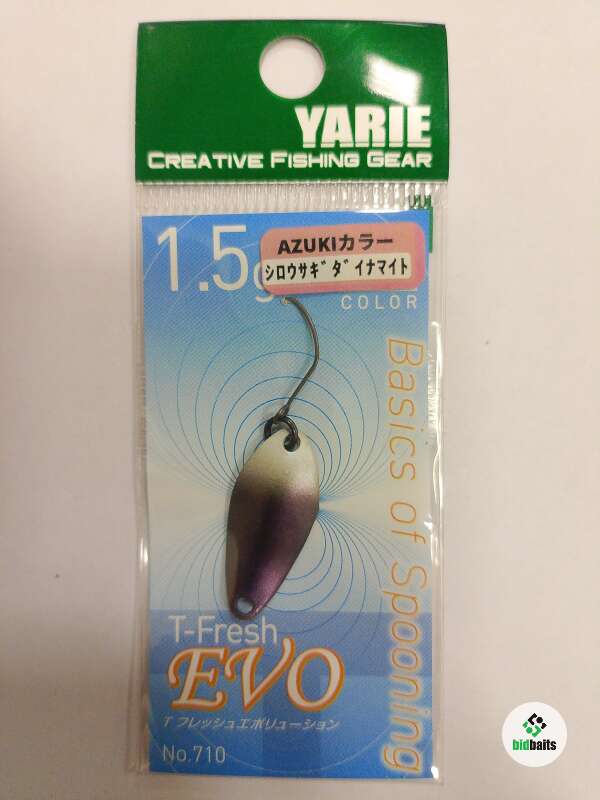 YARIE
CREATIVE FISHING GEAR
1.5g
AZUKIカラー
シロウサギダイナマイト
COLOR
Basics of Spooning
T-Fresh
EVO
T フレッシュエボリューション
No.710
bidbaits